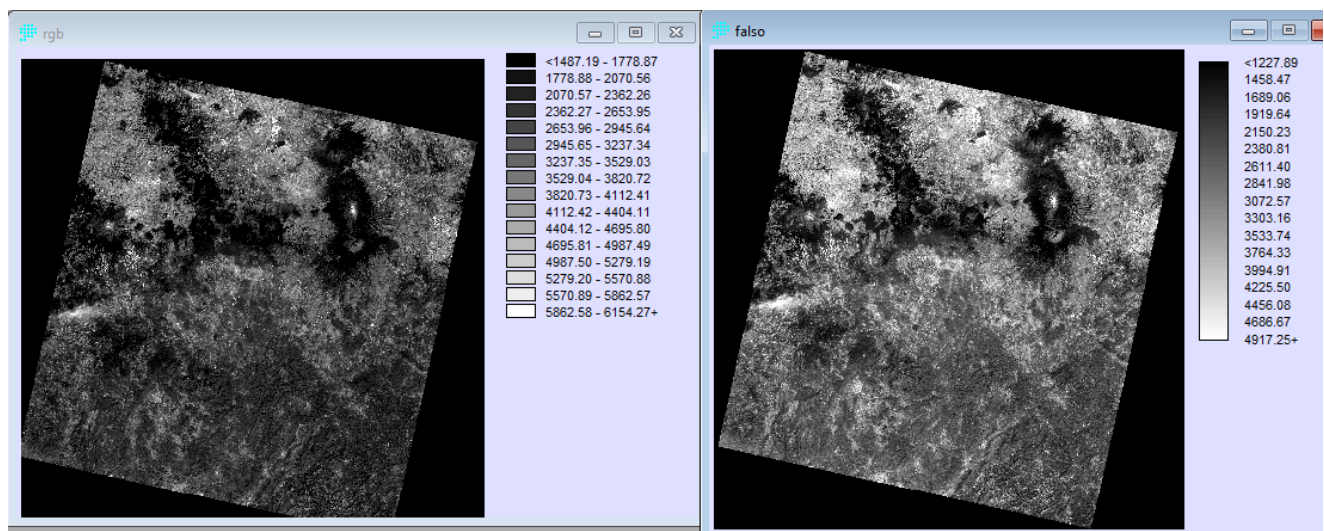 rgb
<1487.19 - 1778.87
1778.88 - 2070.56
2070.57 - 2362.26
2362.27 - 2653.95
2653.96 - 2945.64
2945.65 - 3237.34
3237.35 - 3529.03
3529.04 - 3820.72
3820.73 - 4112.41
4112.42 - 4404.11
4404.12 - 4695.80
4695.81 - 4987.49
4987.50 - 5279.19
5279.20 - 5570.88
5570.89 - 5862.57
5862.58 - 6154.27+
falso
<1227.89
1458.47
1689.06
1919.64
2150.23
2380.81
2611.40
2841.98
3072.57
3303.16
3533.74
3764.33
3994.91
4225.50
4456.08
4686.67
4917.25+